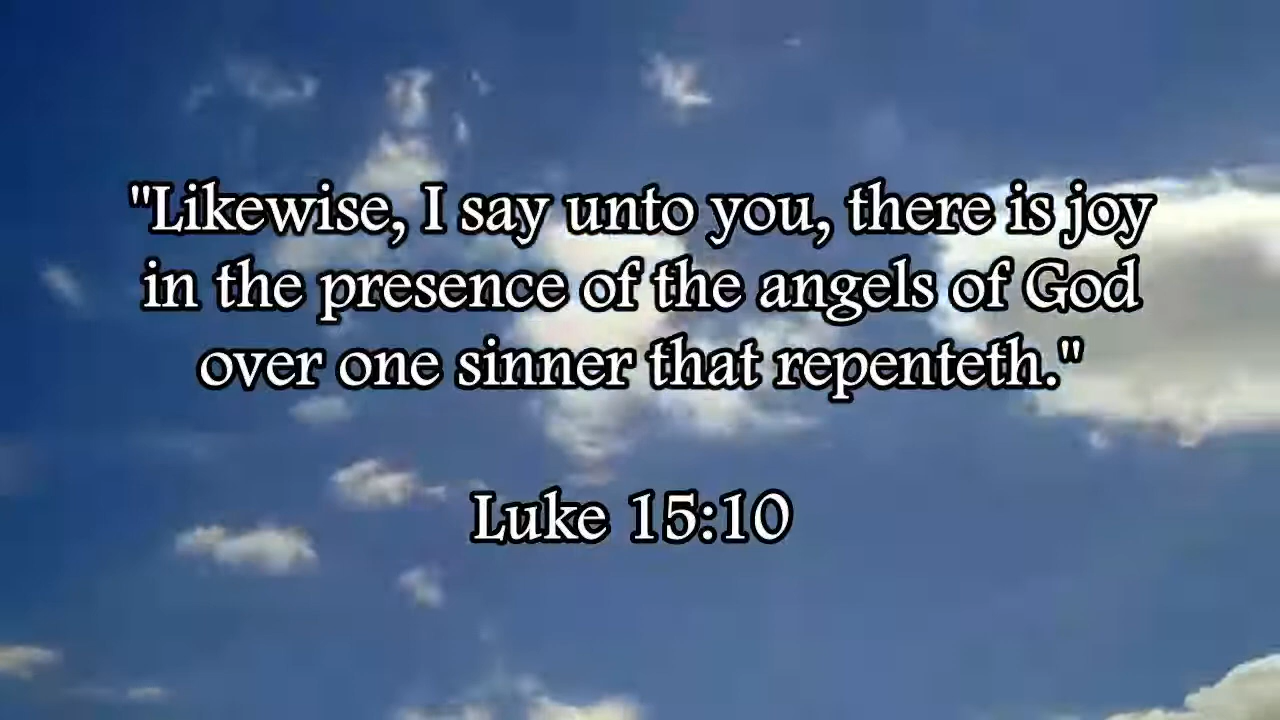 "Likewise, I say unto you, there is joy
in the presence of the angels of God
over one sinner that repenteth."
Luke 15:10